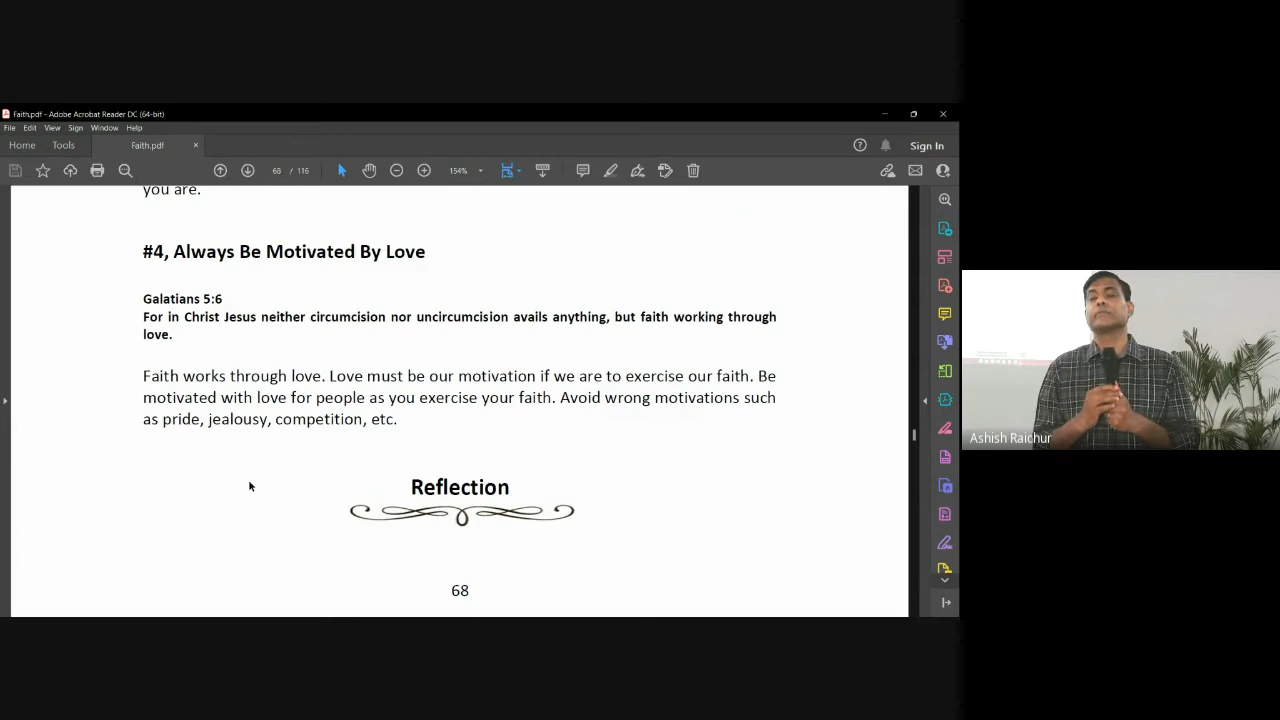 Faith.pdf - Adobe Acrobat Reader DC (64-bit)
File Edit View Sign Window Help
Home Tools Faith.pdf × Sign In
68 / 116 154%
you are.
#4, Always Be Motivated By Love
Galatians 5:6
For in Christ Jesus neither circumcision nor uncircumcision avails anything, but faith working through
love.
Faith works through love. Love must be our motivation if we are to exercise our faith. Be
motivated with love for people as you exercise your faith. Avoid wrong motivations such
as pride, jealousy, competition, etc.
Reflection
68
Ashish Raichur